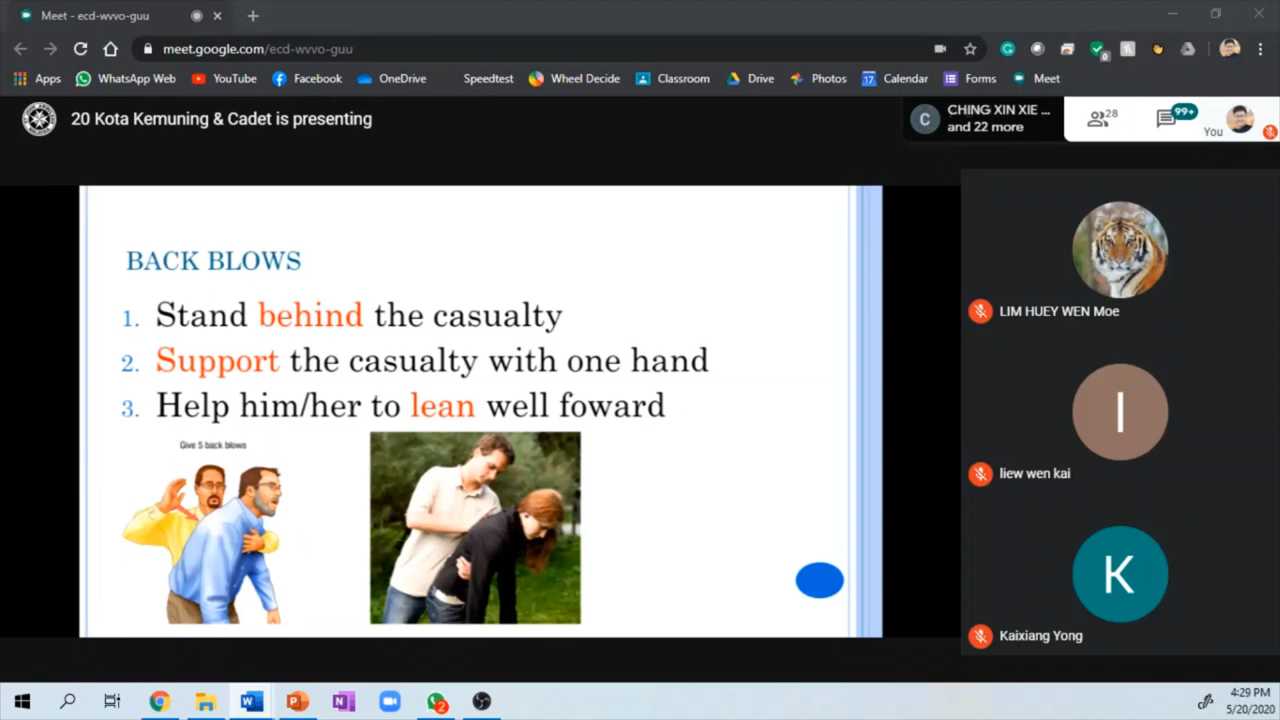 Meet - ecd-wvvo-guu
meet.google.com/ecd-wvvo-guu
0
Apps WhatsApp Web YouTube Facebook OneDrive Speedtest Wheel Decide Classroom Drive Photos 17 Calendar Forms Meet
20 Kota Kemuning & Cadet is presenting
C CHING XIN XIE ...
and 22 more
28
99+
You
BACK BLOWS
1. Stand behind the casualty
2. Support the casualty with one hand
3. Help him/her to lean well foward
Give 5 back blows
LIM HUEY WEN Moe
I
liew wen kai
K
Kaixiang Yong
W P N 2
4:29 PM
5/20/2020